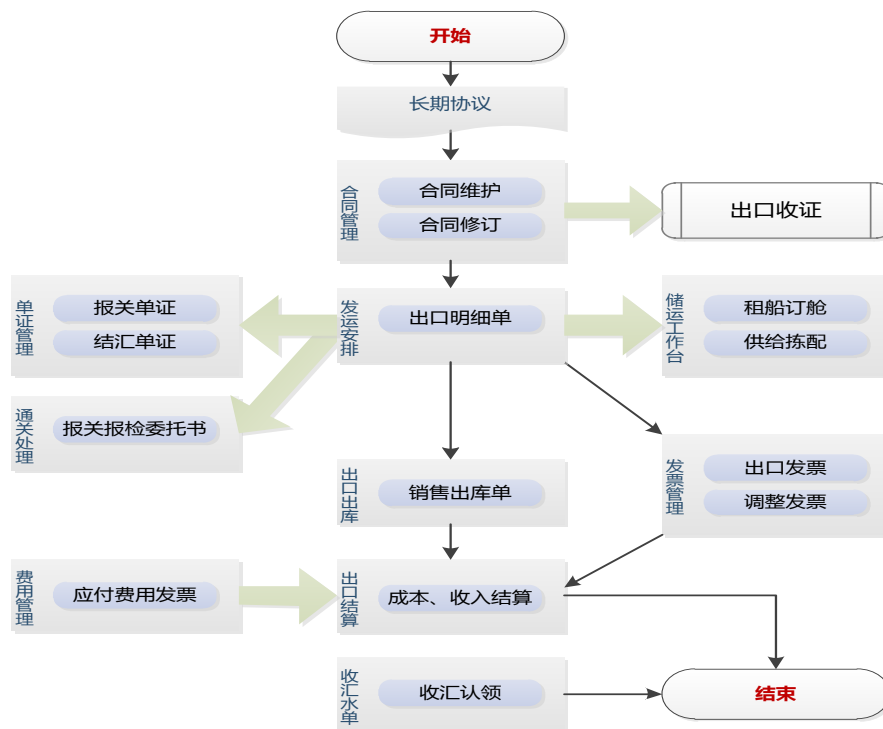 开始
长期协议
合同管理
合同维护
合同修订
出口收证
单证管理
报关单证
结汇单证
发运安排
出口明细单
储运工作台
租船订舱
供给拣配
通关处理
报关报检委托书
出口出库
销售出库单
发票管理
出口发票
调整发票
费用管理
应付费用发票
出口结算
成本、收入结算
收汇水单
收汇认领
结束